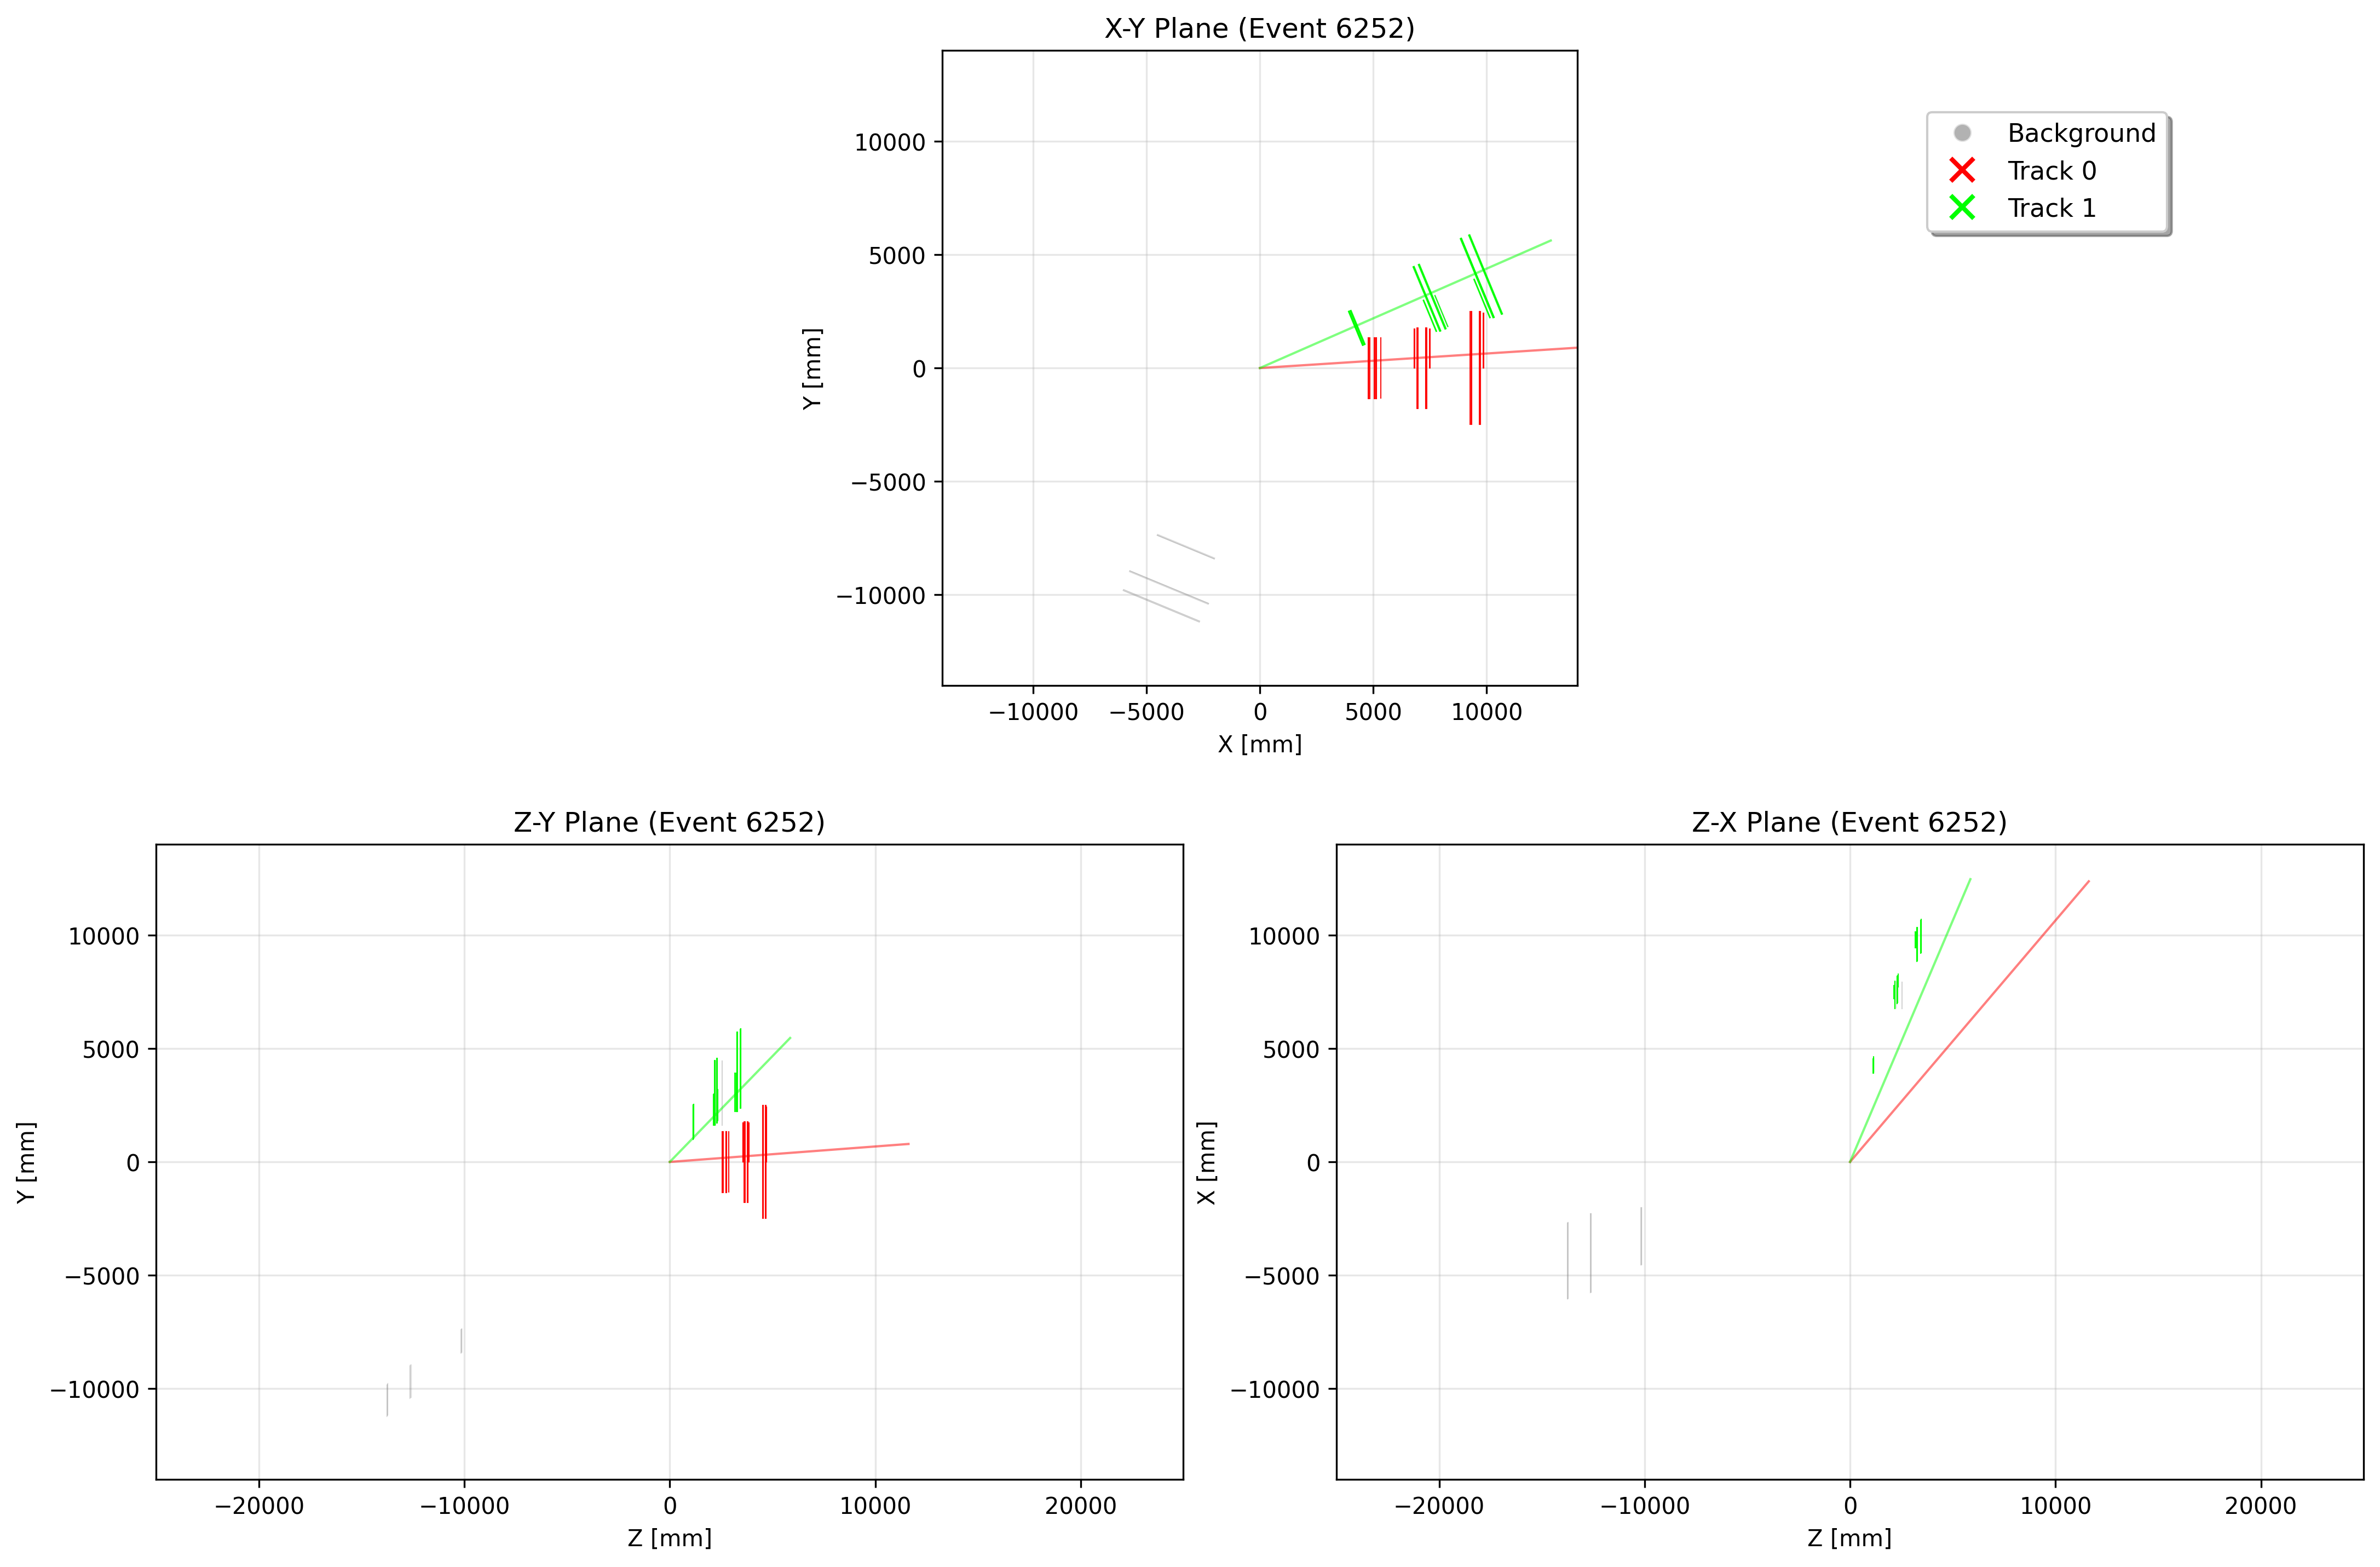 X-Y Plane (Event 6252)
Y [mm]
10000
5000
0
−5000
−10000
−10000 −5000 0 5000 10000
X [mm]
Background
Track 0
Track 1
Z-Y Plane (Event 6252)
Y [mm]
10000
5000
0
−5000
−10000
−20000 −10000 0 10000 20000
Z [mm]
Z-X Plane (Event 6252)
X [mm]
10000
5000
0
−5000
−10000
−20000 −10000 0 10000 20000
Z [mm]